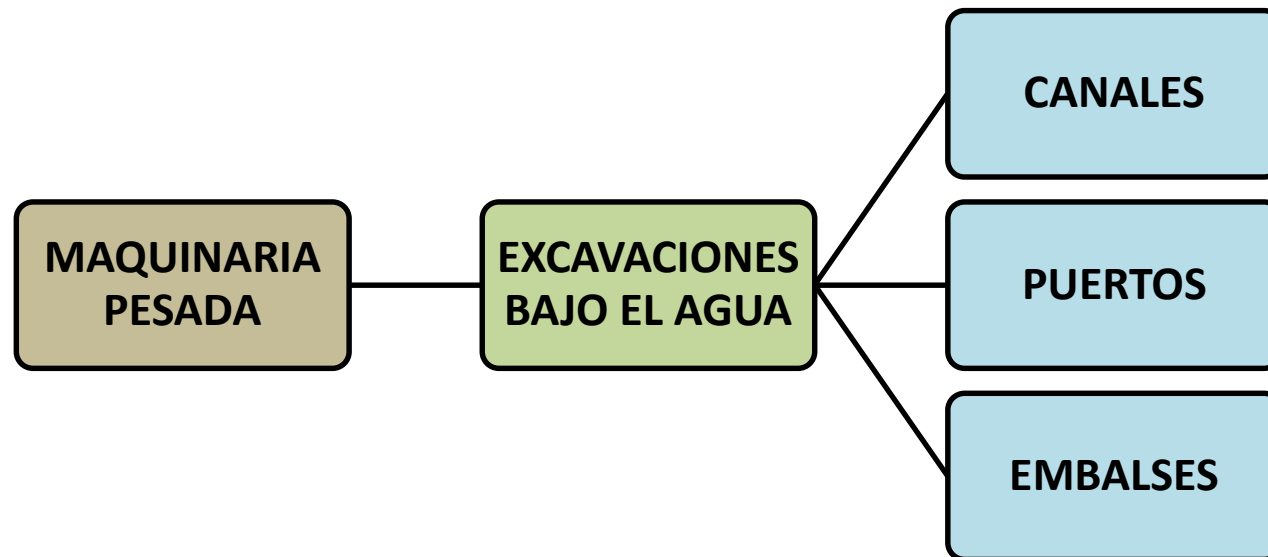 MAQUINARIA
PESADA
EXCAVACIONES
BAJO EL AGUA
CANALES
PUERTOS
EMBALSES